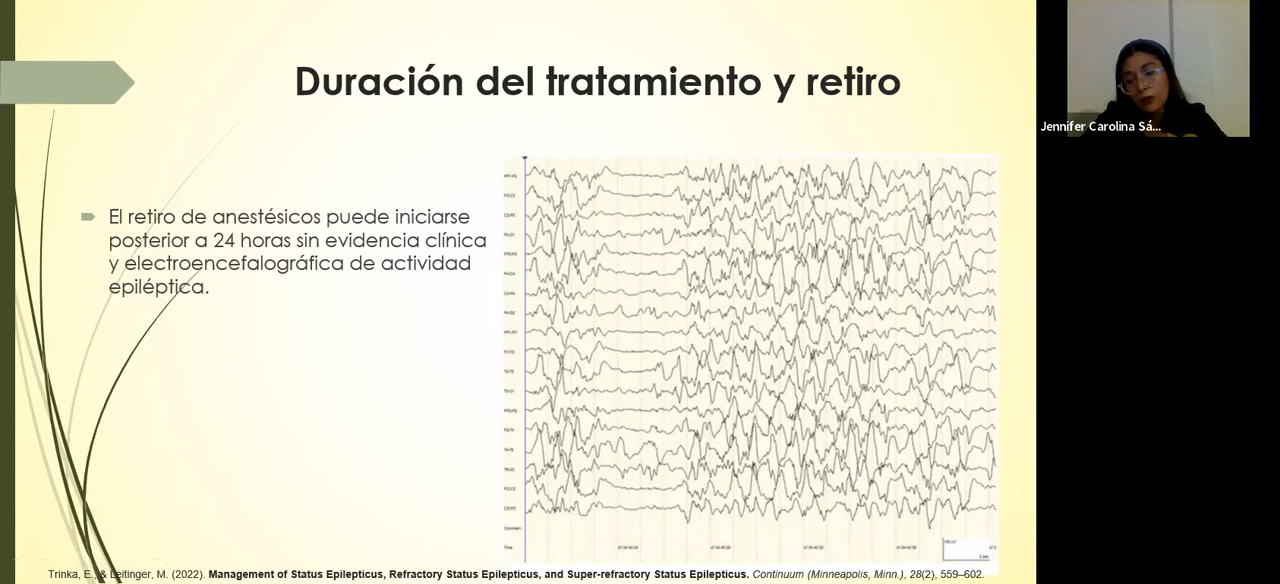 Duración del tratamiento y retiro
El retiro de anestésicos puede iniciarse
posterior a 24 horas sin evidencia clínica
y electroencefalográfica de actividad
epiléptica.
Trinka, E., & Leitinger, M. (2022). Management of Status Epilepticus, Refractory Status Epilepticus, and Super-refractory Status Epilepticus. Continuum (Minneapolis, Minn.), 28(2), 559–602.
Jennifer Carolina Sá...